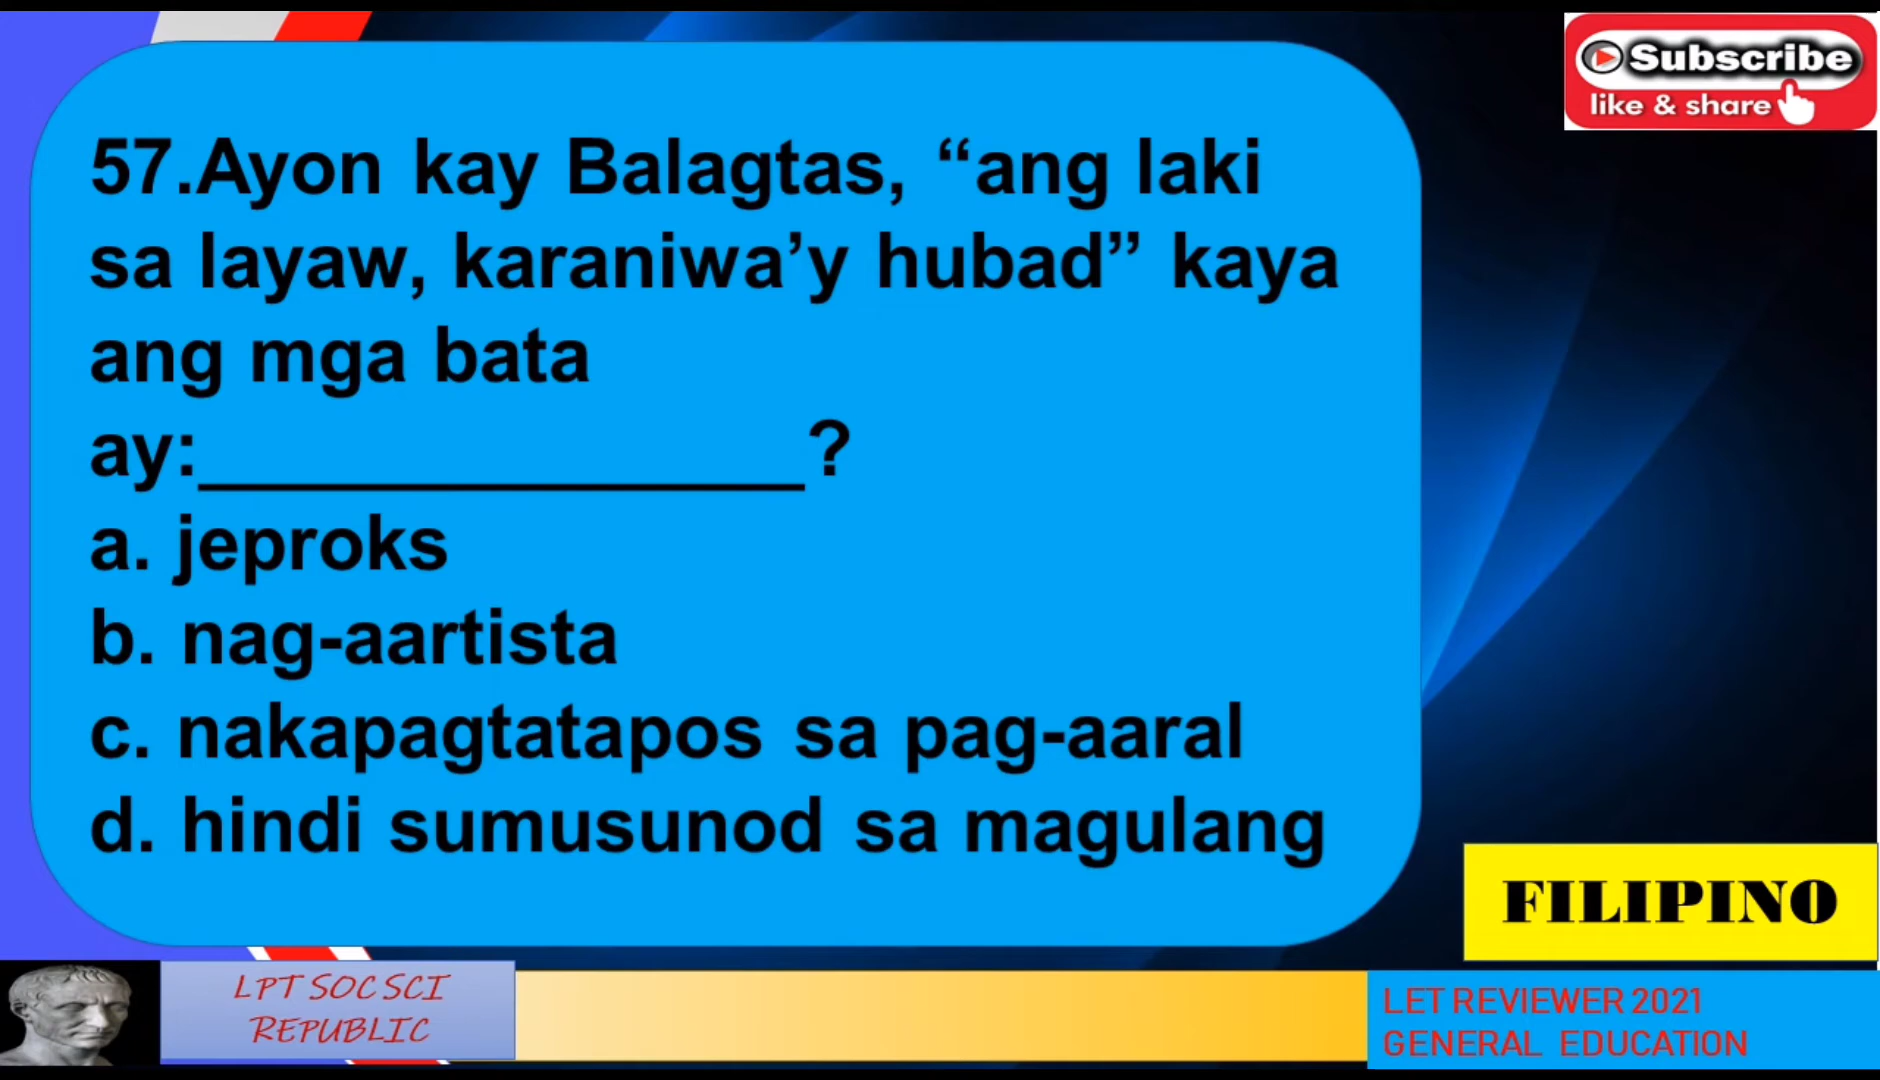 Subscribe
like & share
57.Ayon kay Balagtas, “ang laki
sa layaw, karaniwa’y hubad” kaya
ang mga bata
ay:________________?
a. jeproks
b. nag-aartista
c. nakapagtatapos sa pag-aaral
d. hindi sumusunod sa magulang
FILIPINO
LPT SOC SCI
REPUBLIC
LET REVIEWER 2021
GENERAL EDUCATION